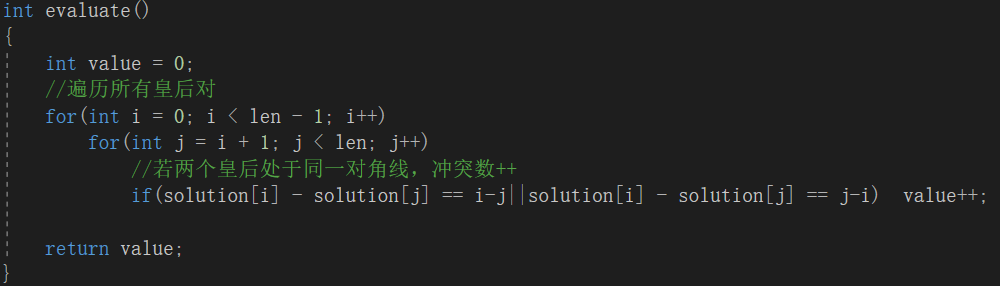 int evaluate()
{
    int value = 0;
    //遍历所有皇后对
    for(int i = 0; i < len - 1; i++)
        for(int j = i + 1; j < len; j++)
            //若两个皇后处于同一对角线，冲突数++
            if(solution[i] - solution[j] == i-j||solution[i] - solution[j] == j-i)  value++;
    return value;
}